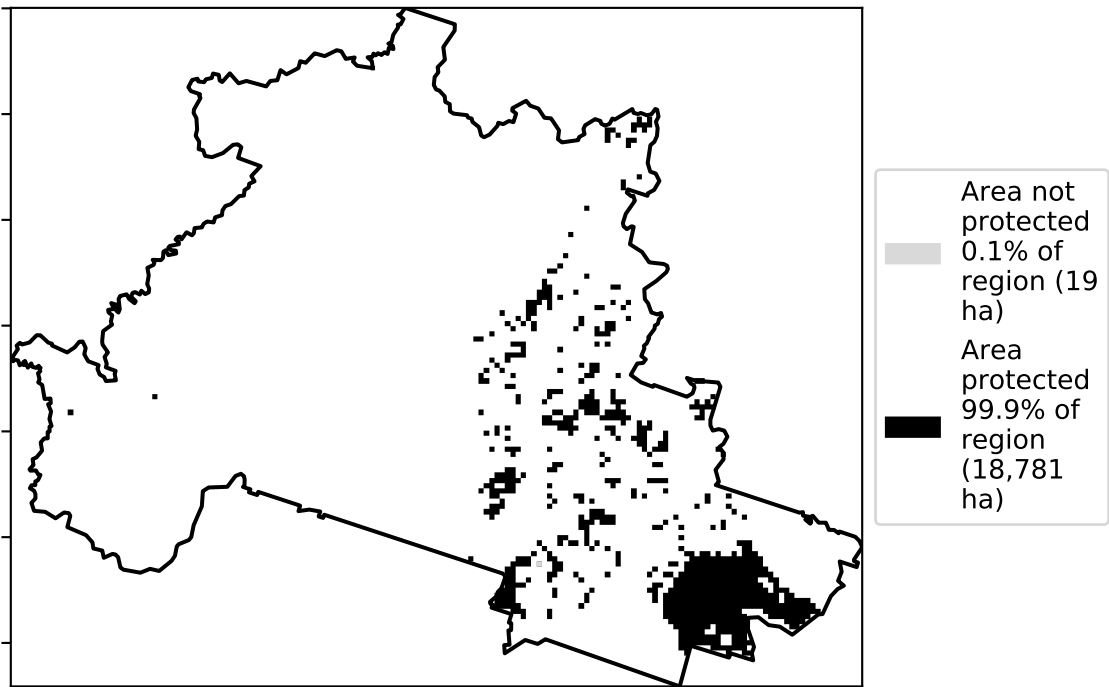 Area not
protected
0.1% of
region (19
ha)
Area
protected
99.9% of
region
(18,781
ha)